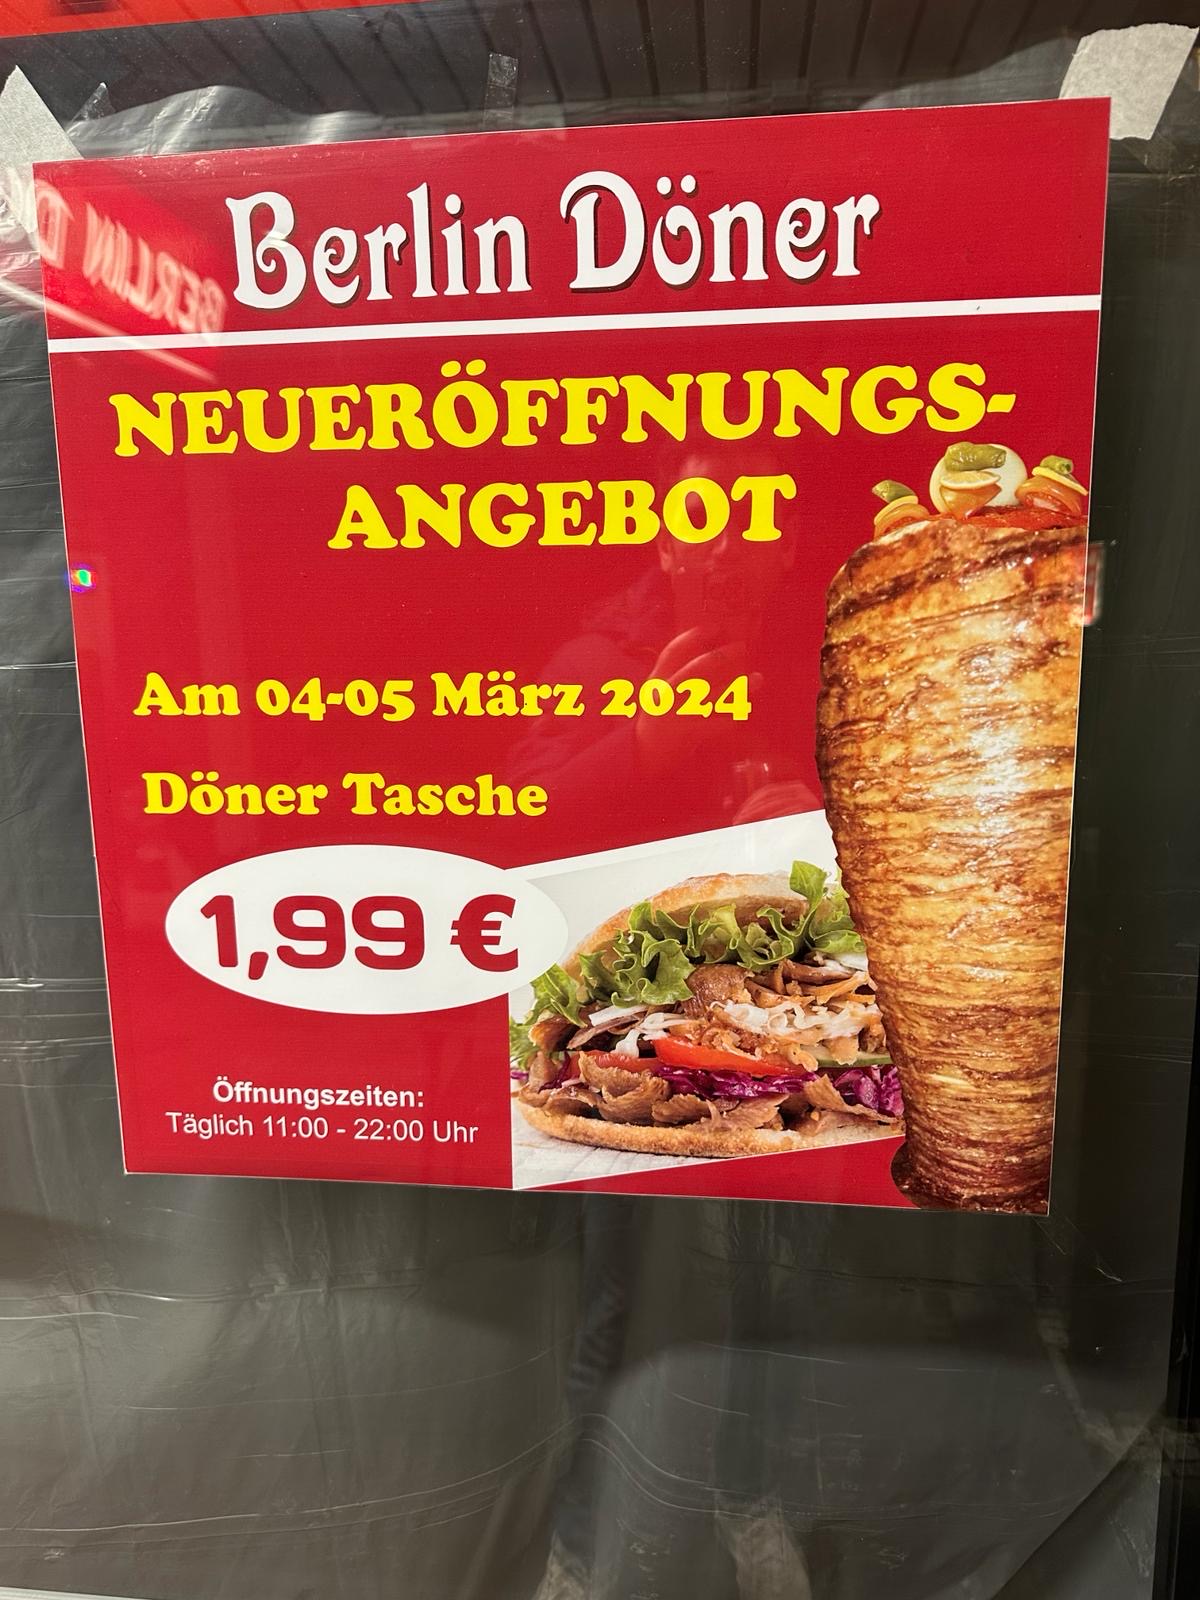 Berlin Döner
NEUERÖFFNUNGS-
ANGEBOT
Am 04-05 März 2024
Döner Tasche
1,99 €
Öffnungszeiten:
Täglich 11:00 - 22:00 Uhr
BERLIN D